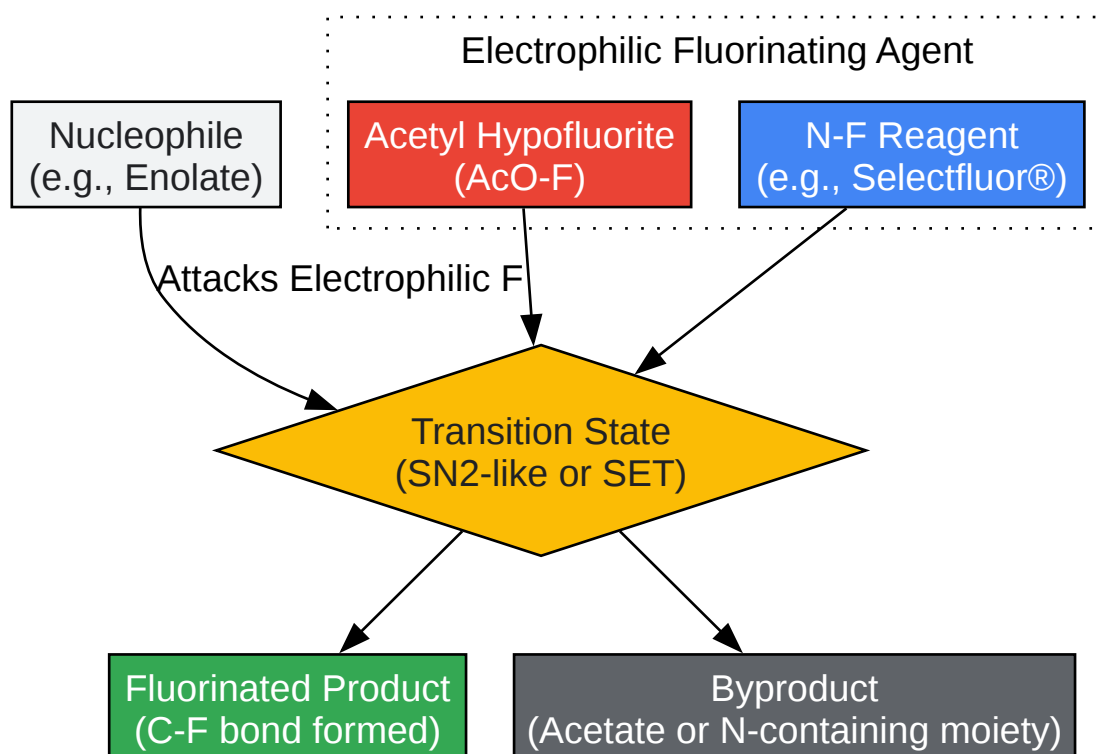 Electrophilic Fluorinating Agent
Nucleophile
(e.g., Enolate)
Acetyl Hypofluorite
(AcO-F)
N-F Reagent
(e.g., Selectfluor®)
Attacks Electrophilic F
Transition State
(SN2-like or SET)
Fluorinated Product
(C-F bond formed)
Byproduct
(Acetate or N-containing moiety)